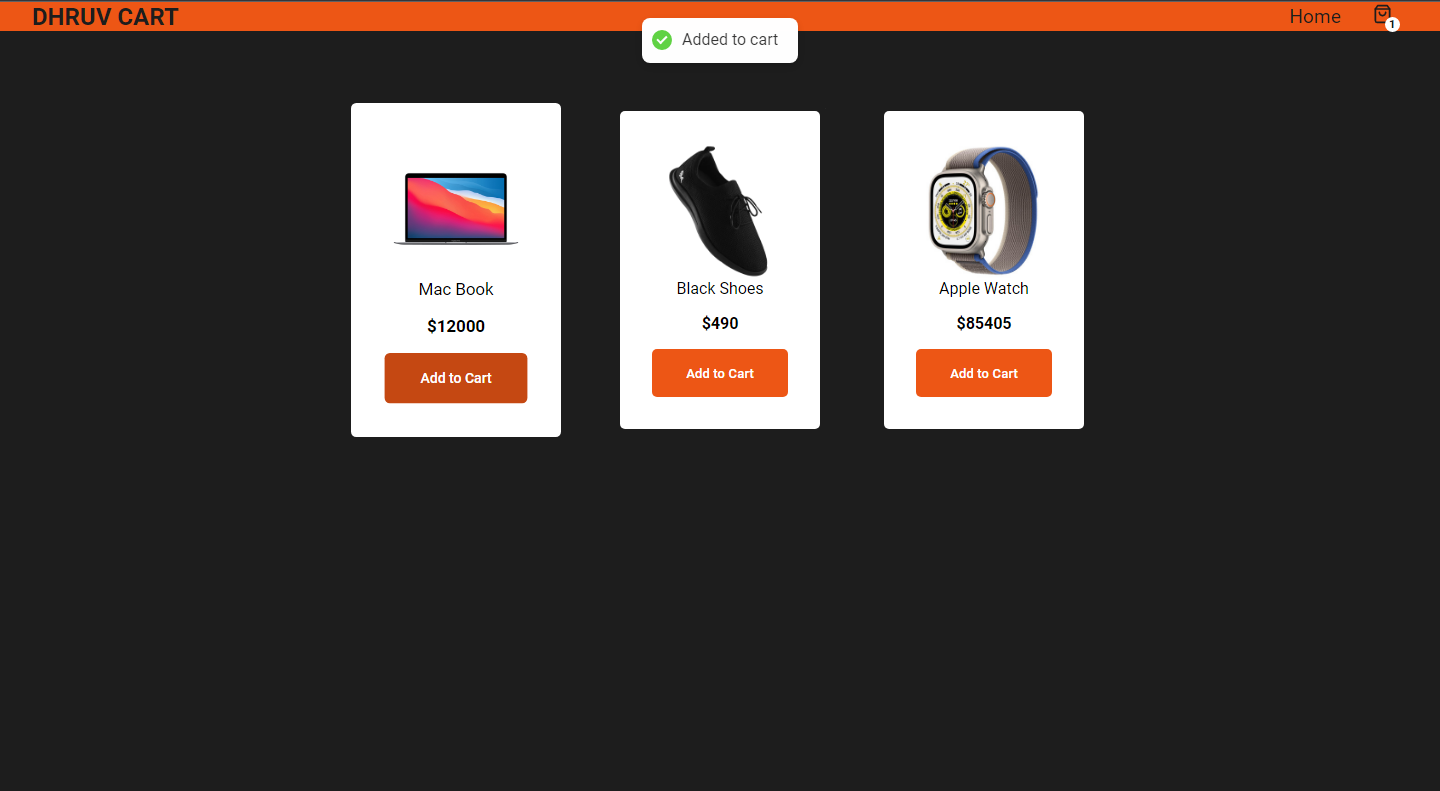 DHRUV CART
Home
1
Added to cart
Mac Book
$12000
Add to Cart
Black Shoes
$490
Add to Cart
Apple Watch
$85405
Add to Cart